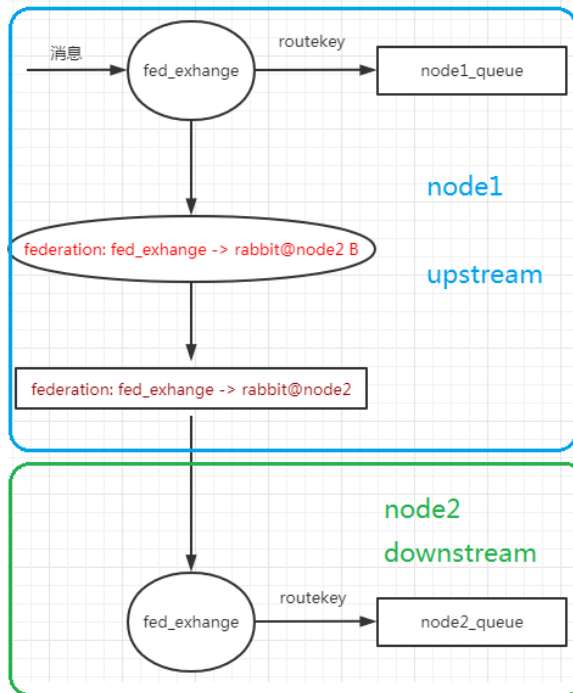 消息
fed_exhange
routekey
node1_queue
node1
federation: fed_exhange -> rabbit@node2 B
upstream
federation: fed_exhange -> rabbit@node2
node2
downstream
fed_exhange
routekey
node2_queue